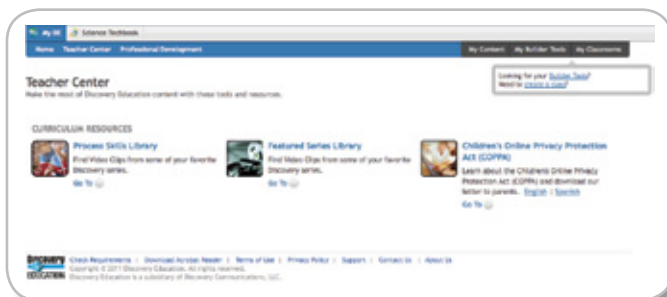 My DE
Science Techbook
Home Teacher Center Professional Development
My Content My Builder Tools My Classrooms
Looking for your Builder Tools?
Need to create a class?
Teacher Center
Make the most of Discovery Education content with these tools and resources.
CURRICULUM RESOURCES
Process Skills Library
Find Video Clips from some of your favorite
Discovery series.
Go To
Featured Series Library
Find Video Clips from some of your favorite
Discovery series.
Go To
Children's Online Privacy Protection
Act (COPPA)
Learn about the Children's Online Privacy
Protection Act (COPPA) and download our
letter to parents. English | Spanish
Go To
Discovery
EDUCATION
Check Requirements | Download Acrobat Reader | Terms of Use | Privacy Policy | Support | Contact Us | About Us
Copyright © 2011 Discovery Education. All rights reserved.
Discovery Education is a subsidiary of Discovery Communications, LLC.